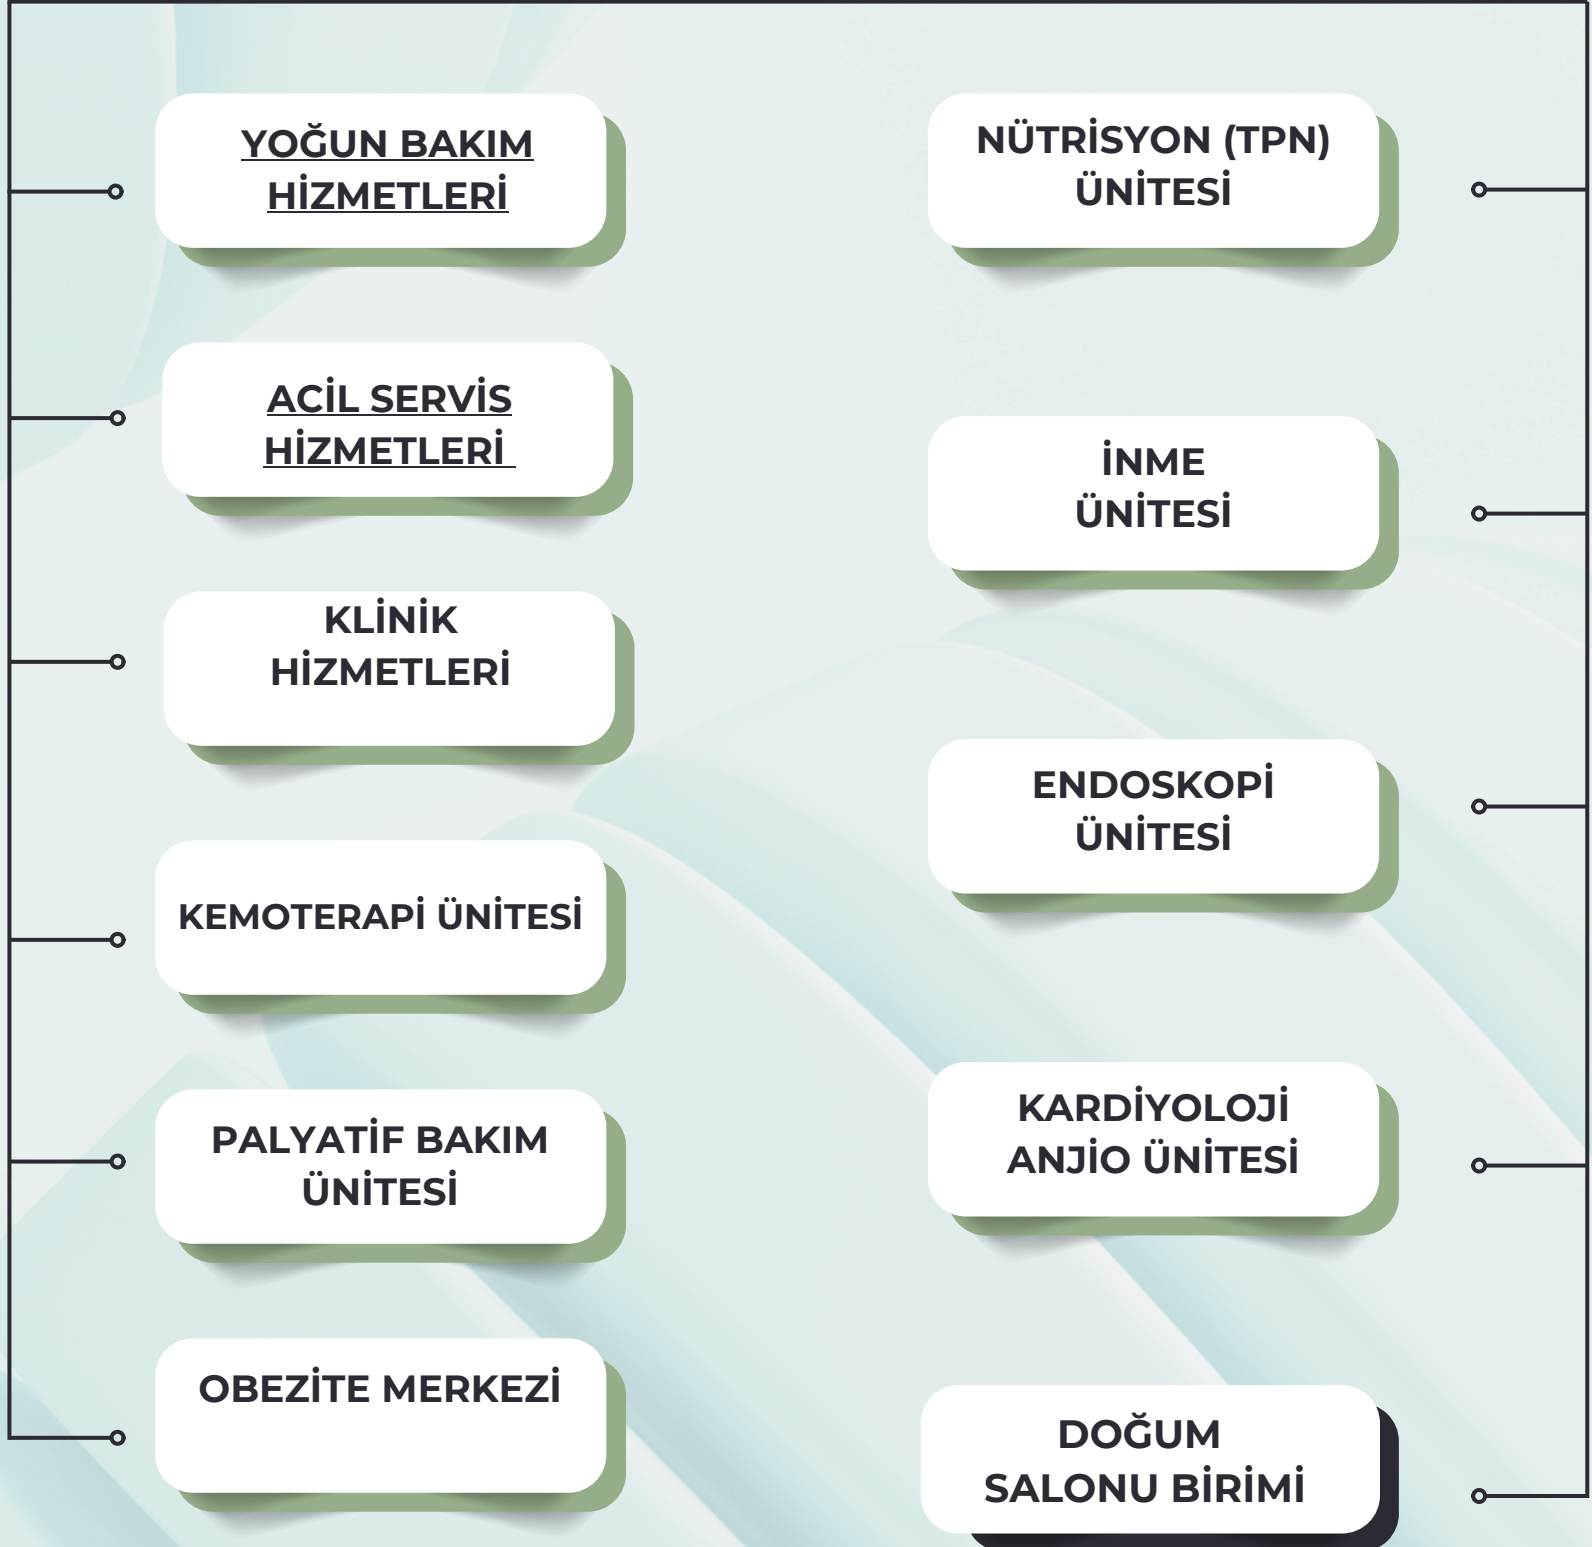 YOĞUN BAKIM
HİZMETLERİ
ACİL SERVİS
HİZMETLERİ
KLİNİK
HİZMETLERİ
KEMOTERAPİ ÜNİTESİ
PALYATİF BAKIM
ÜNİTESİ
OBEZİTE MERKEZİ
NÜTRİSYON (TPN)
ÜNİTESİ
İNME
ÜNİTESİ
ENDOSKOPİ
ÜNİTESİ
KARDİYOLOJİ
ANJİO ÜNİTESİ
DOĞUM
SALONU BİRİMİ